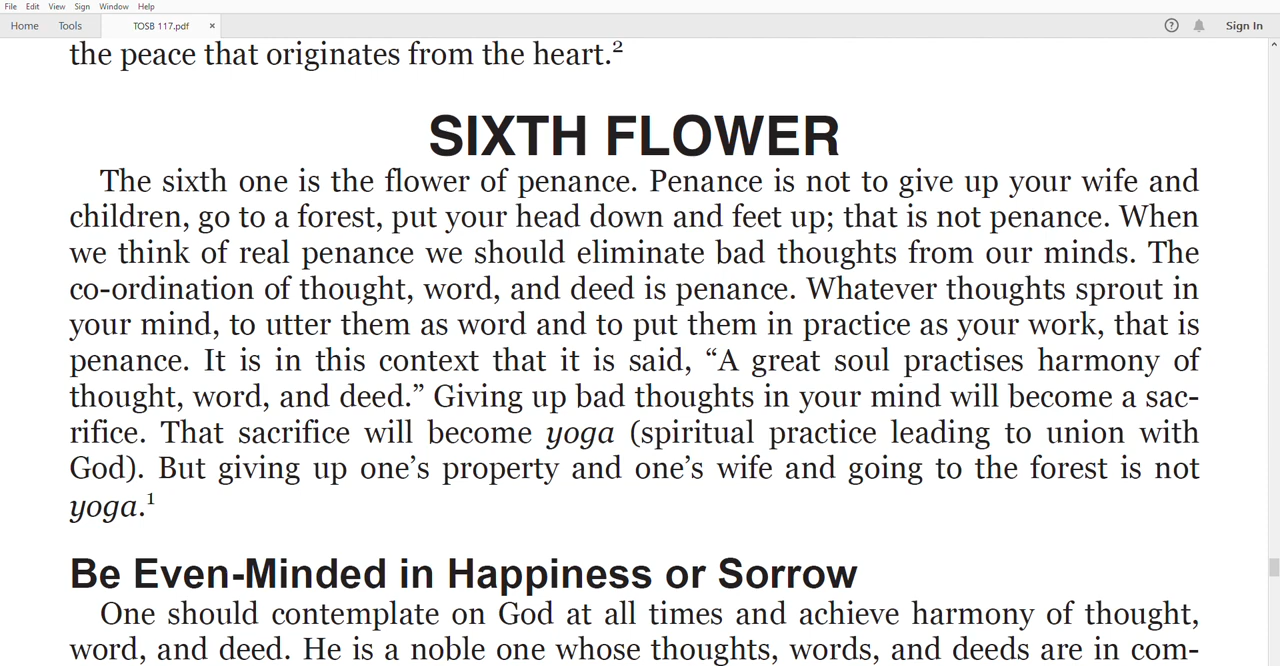 File Edit View Sign Window Help
Home Tools TOSB 117.pdf × ? Sign In
the peace that originates from the heart.²
SIXTH FLOWER
The sixth one is the flower of penance. Penance is not to give up your wife and
children, go to a forest, put your head down and feet up; that is not penance. When
we think of real penance we should eliminate bad thoughts from our minds. The
co-ordination of thought, word, and deed is penance. Whatever thoughts sprout in
your mind, to utter them as word and to put them in practice as your work, that is
penance. It is in this context that it is said, “A great soul practises harmony of
thought, word, and deed.” Giving up bad thoughts in your mind will become a sac-
rifice. That sacrifice will become yoga (spiritual practice leading to union with
God). But giving up one’s property and one’s wife and going to the forest is not
yoga.¹
Be Even-Minded in Happiness or Sorrow
One should contemplate on God at all times and achieve harmony of thought,
word, and deed. He is a noble one whose thoughts, words, and deeds are in com-